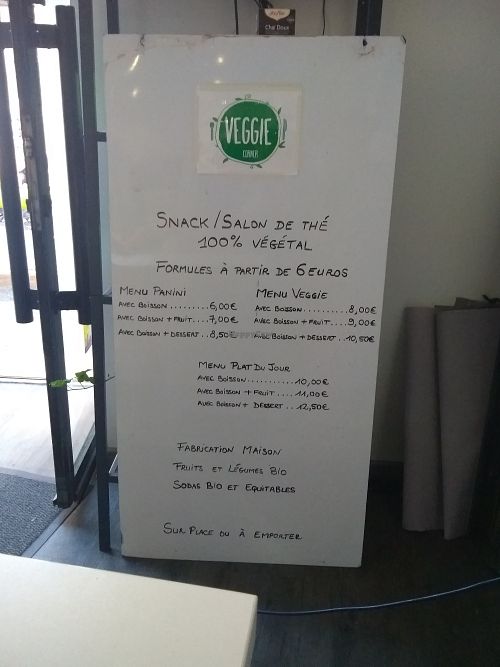 Chaï Doux
VEGGIE
CORNER
SNACK/SALON DE THÉ
100% VÉGÉTAL
FORMULES À PARTIR DE 6 EUROS
MENU PANINI
AVEC BOISSON..........6,00€
AVEC BOISSON + FRUIT....7,00€
AVEC BOISSON + DESSERT..8,50€
MENU VEGGIE
AVEC BOISSON............8,00€
AVEC BOISSON + FRUIT....9,00€
AVEC BOISSON + DESSERT..10,50€
MENU PLAT DU JOUR
AVEC BOISSON...........10,00€
AVEC BOISSON + FRUIT....11,00€
AVEC BOISSON + DESSERT..12,50€
FABRICATION MAISON
FRUITS ET LÉGUMES BIO
SODAS BIO ET EQUITABLES
SUR PLACE OU À EMPORTER